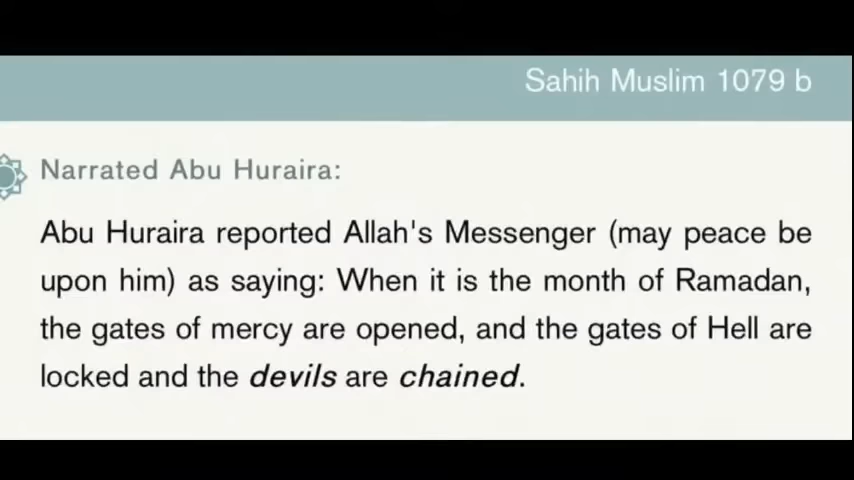 Sahih Muslim 1079 b
Narrated Abu Huraira:
Abu Huraira reported Allah's Messenger (may peace be
upon him) as saying: When it is the month of Ramadan,
the gates of mercy are opened, and the gates of Hell are
locked and the devils are chained.